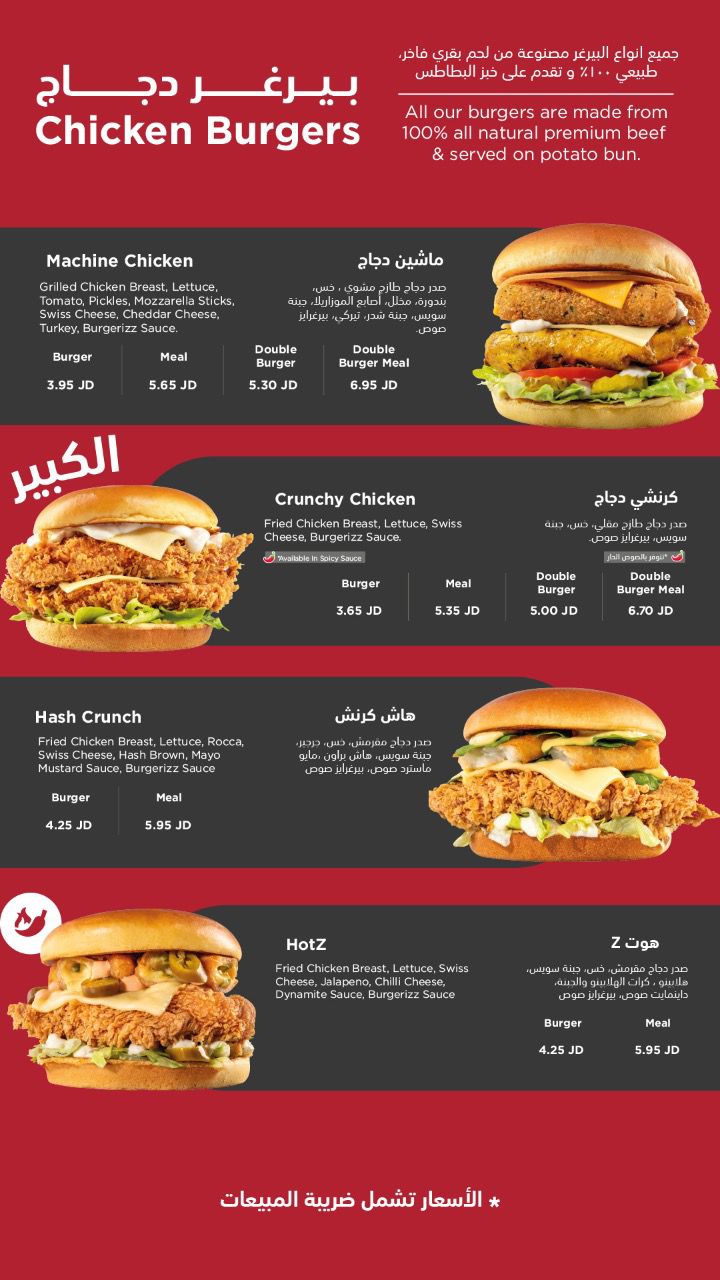 بيرغر دجاج
Chicken Burgers
جميع انواع البيرغر مصنوعة من لحم بقري فاخر،
طبيعي ١٠٠٪ و تقدم على خبز البطاطس
All our burgers are made from
100% all natural premium beef
& served on potato bun.
Machine Chicken
ماشين دجاج
Grilled Chicken Breast, Lettuce,
Tomato, Pickles, Mozzarella Sticks,
Swiss Cheese, Cheddar Cheese,
Turkey, Burgerizz Sauce.
صدر دجاج طازج مشوي ، خس،
بندورة، مخلل، أصابع الموزاريلا، جبنة
سويس، جبنة شدر، تيركي، بيرغرايز
صوص.
Burger Meal Double Burger Double Burger Meal
3.95 JD 5.65 JD 5.30 JD 6.95 JD
الكبير
Crunchy Chicken
كرنشي دجاج
Fried Chicken Breast, Lettuce, Swiss
Cheese, Burgerizz Sauce.
صدر دجاج طازج مقلي، خس، جبنة
سويس، بيرغرايز صوص.
*Available In Spicy Sauce
*تتوفر بالصوص الحار
Burger Meal Double Burger Double Burger Meal
3.65 JD 5.35 JD 5.00 JD 6.70 JD
Hash Crunch
هاش كرنش
Fried Chicken Breast, Lettuce, Rocca,
Swiss Cheese, Hash Brown, Mayo
Mustard Sauce, Burgerizz Sauce
صدر دجاج مقرمش، خس، جرجير،
جبنة سويس، هاش براون ،مايو
ماسترد صوص، بيرغرايز صوص
Burger Meal
4.25 JD 5.95 JD
HotZ
هوت Z
Fried Chicken Breast, Lettuce, Swiss
Cheese, Jalapeno, Chilli Cheese,
Dynamite Sauce, Burgerizz Sauce
صدر دجاج مقرمش، خس، جبنة سويس،
هلابينو ، كرات الهلابينو والجبنة،
داينمايت صوص، بيرغرايز صوص
Burger Meal
4.25 JD 5.95 JD
* الأسعار تشمل ضريبة المبيعات